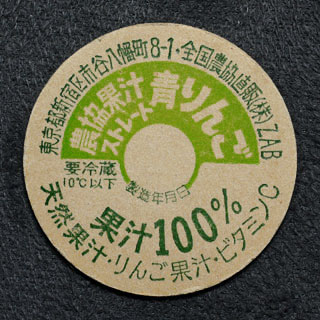 東京都新宿区市谷八幡町8-1・全国農協直販(株)ZAB
農協果汁
ストレート
青りんご
要冷蔵
10℃以下
製造年月日
果汁100%
天然果汁・りんご果汁・ビタミンC